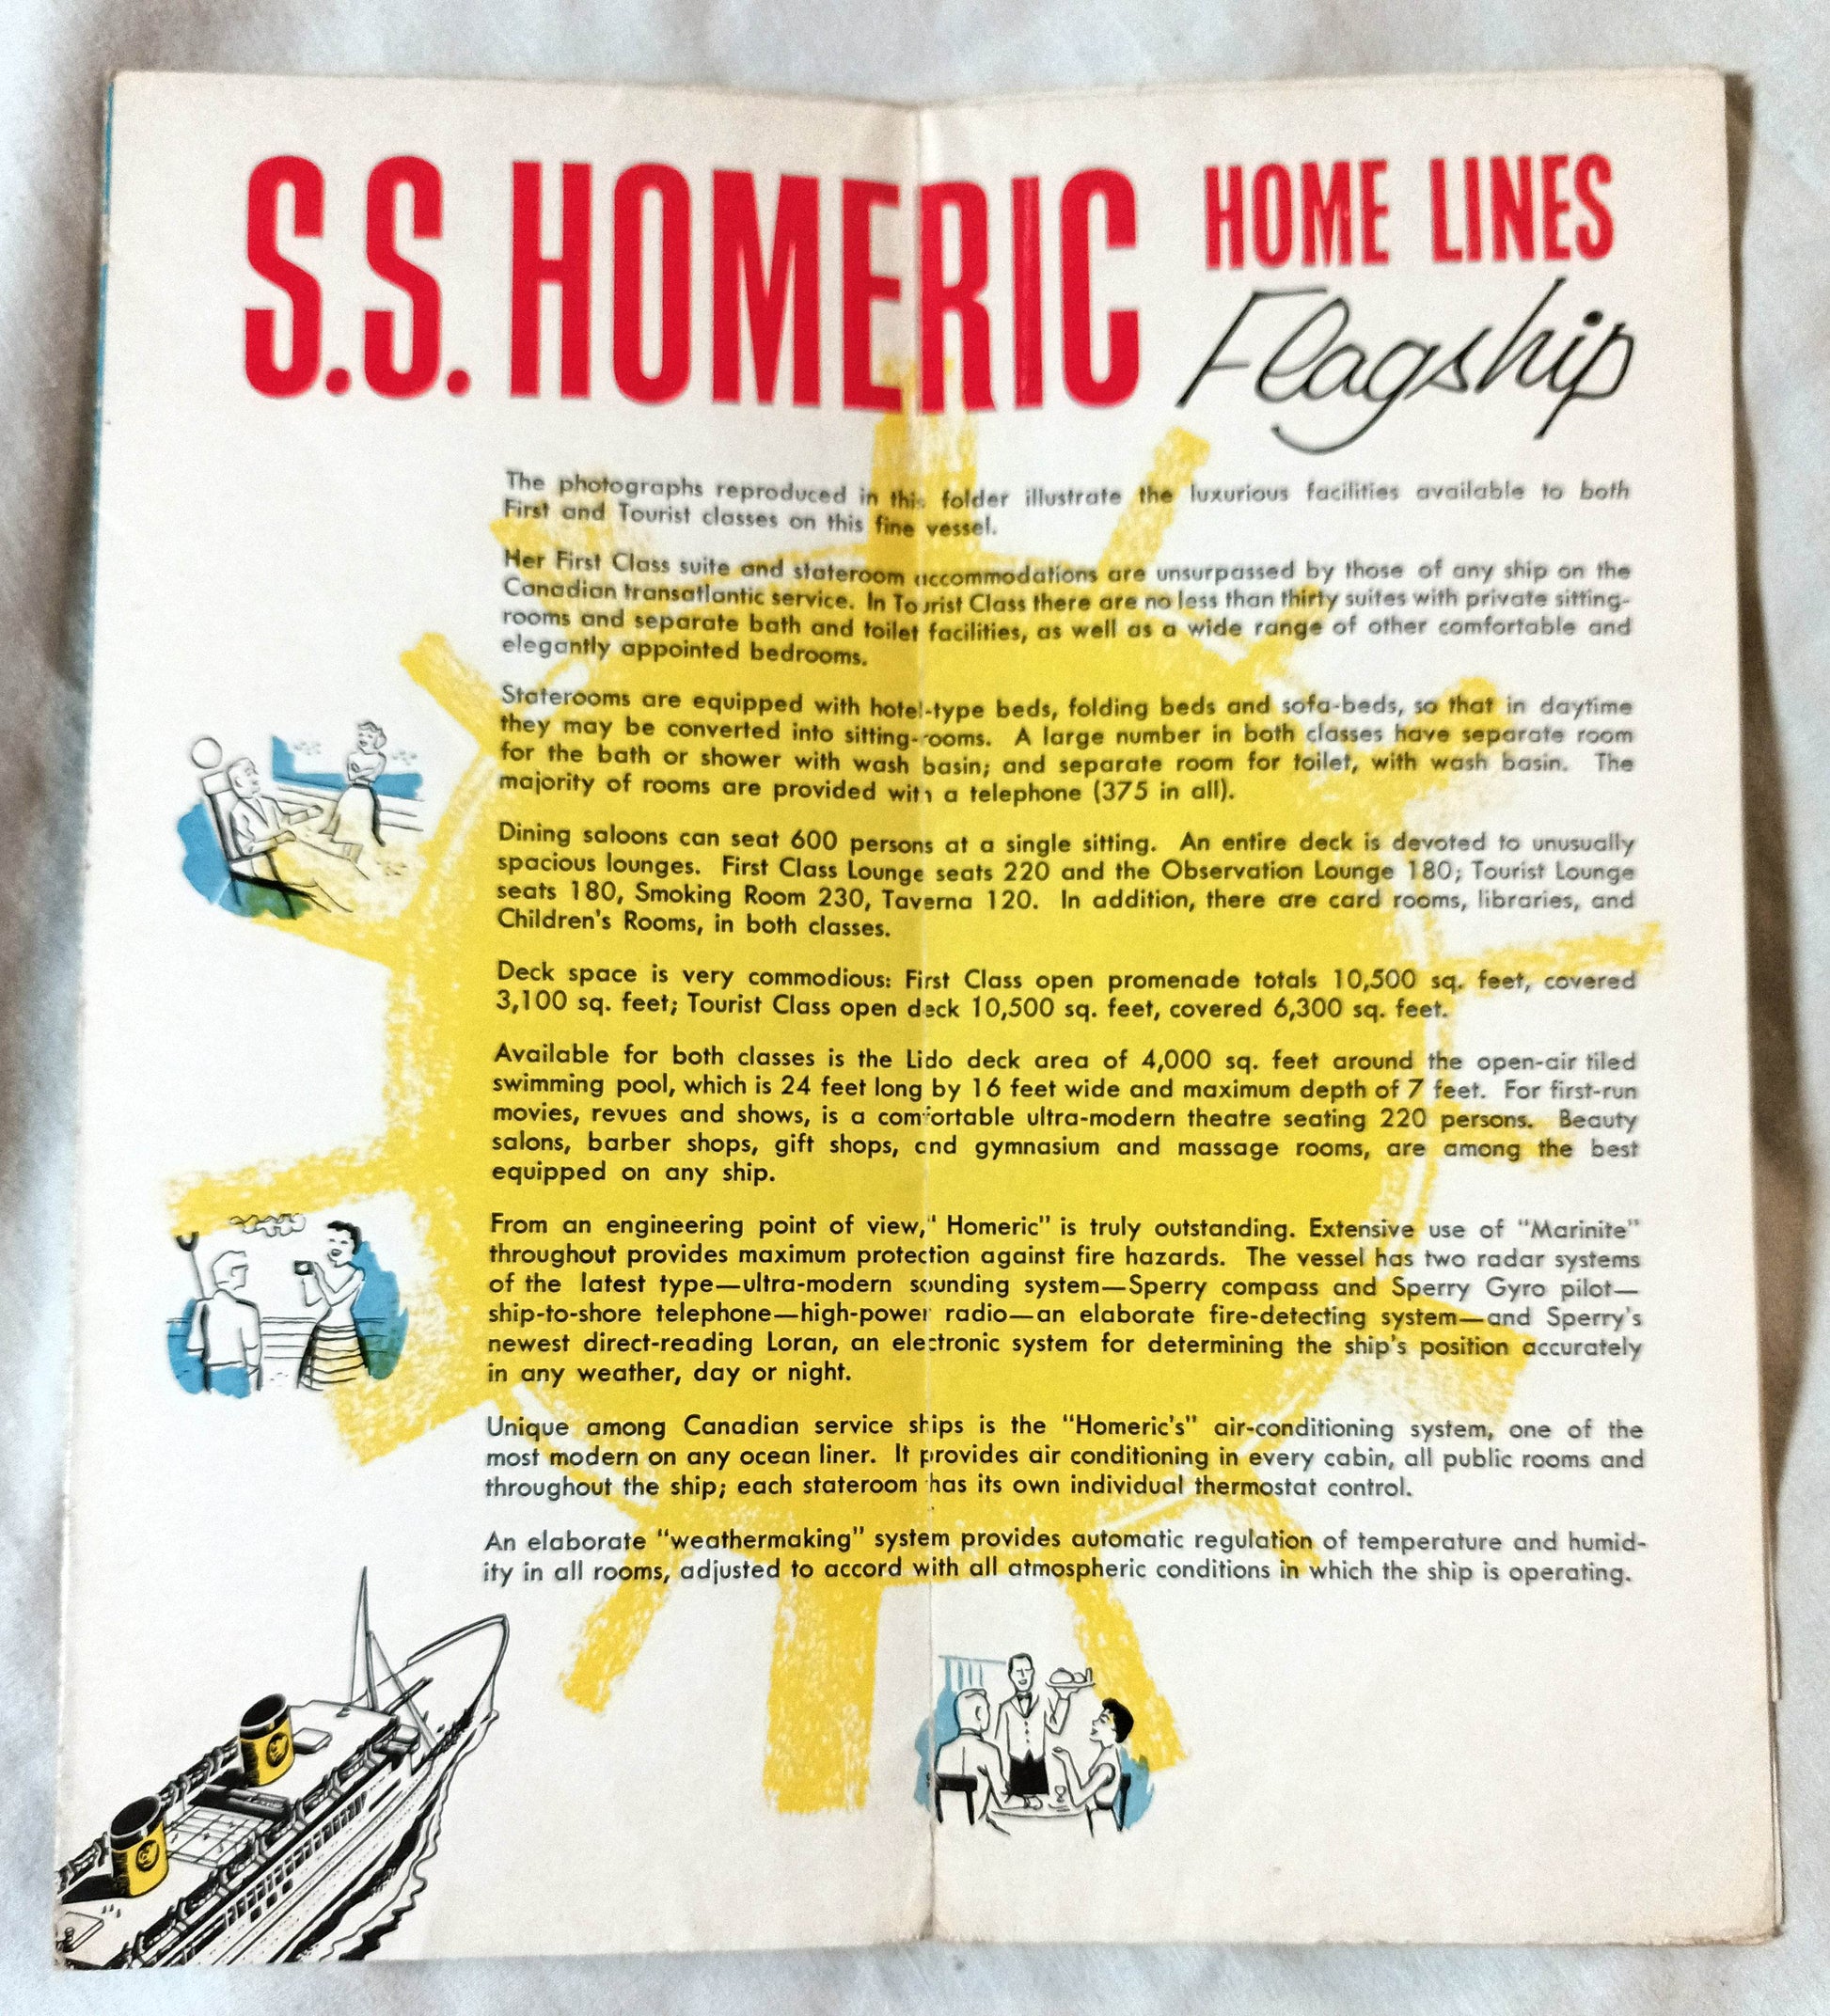 S.S. HOMERIC HOME LINES
Flagship
The photographs reproduced in this folder illustrate the luxurious facilities available to both
First and Tourist classes on this fine vessel.
Her First Class suite and stateroom accommodations are unsurpassed by those of any ship on the
Canadian transatlantic service. In Tourist Class there are no less than thirty suites with private sitting-
rooms and separate bath and toilet facilities, as well as a wide range of other comfortable and
elegantly appointed bedrooms.
Staterooms are equipped with hotel-type beds, folding beds and sofa-beds, so that in daytime
they may be converted into sitting-rooms. A large number in both classes have separate room
for the bath or shower with wash basin; and separate room for toilet, with wash basin. The
majority of rooms are provided with a telephone (375 in all).
Dining saloons can seat 600 persons at a single sitting. An entire deck is devoted to unusually
spacious lounges. First Class Lounge seats 220 and the Observation Lounge 180; Tourist Lounge
seats 180, Smoking Room 230, Taverna 120. In addition, there are card rooms, libraries, and
Children's Rooms, in both classes.
Deck space is very commodious: First Class open promenade totals 10,500 sq. feet, covered
3,100 sq. feet; Tourist Class open deck 10,500 sq. feet, covered 6,300 sq. feet.
Available for both classes is the Lido deck area of 4,000 sq. feet around the open-air tiled
swimming pool, which is 24 feet long by 16 feet wide and maximum depth of 7 feet. For first-run
movies, revues and shows, is a comfortable ultra-modern theatre seating 220 persons. Beauty
salons, barber shops, gift shops, and gymnasium and massage rooms, are among the best
equipped on any ship.
From an engineering point of view," Homeric" is truly outstanding. Extensive use of "Marinite"
throughout provides maximum protection against fire hazards. The vessel has two radar systems
of the latest type—ultra-modern sounding system—Sperry compass and Sperry Gyro pilot—
ship-to-shore telephone—high-power radio—an elaborate fire-detecting system—and Sperry's
newest direct-reading Loran, an electronic system for determining the ship's position accurately
in any weather, day or night.
Unique among Canadian service ships is the "Homeric's" air-conditioning system, one of the
most modern on any ocean liner. It provides air conditioning in every cabin, all public rooms and
throughout the ship; each stateroom has its own individual thermostat control.
An elaborate "weathermaking" system provides automatic regulation of temperature and humid-
ity in all rooms, adjusted to accord with all atmospheric conditions in which the ship is operating.